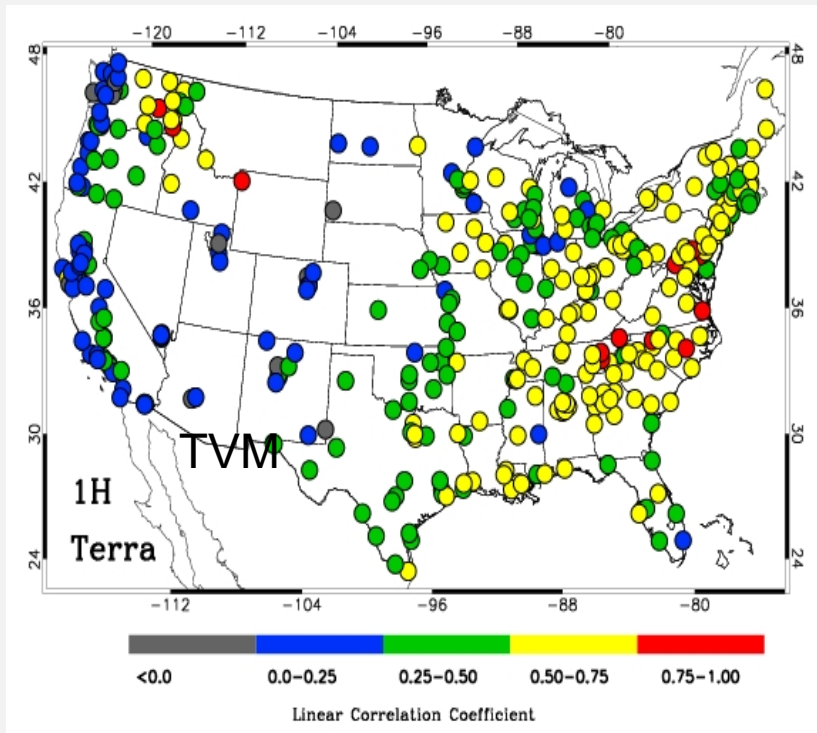 -120 -112 -104 -96 -88 -80
48 48
42 42
36 36
30 30
24 24
TVM
1H
Terra
-112 -104 -96 -88 -80
<0.0 0.0-0.25 0.25-0.50 0.50-0.75 0.75-1.00
Linear Correlation Coefficient